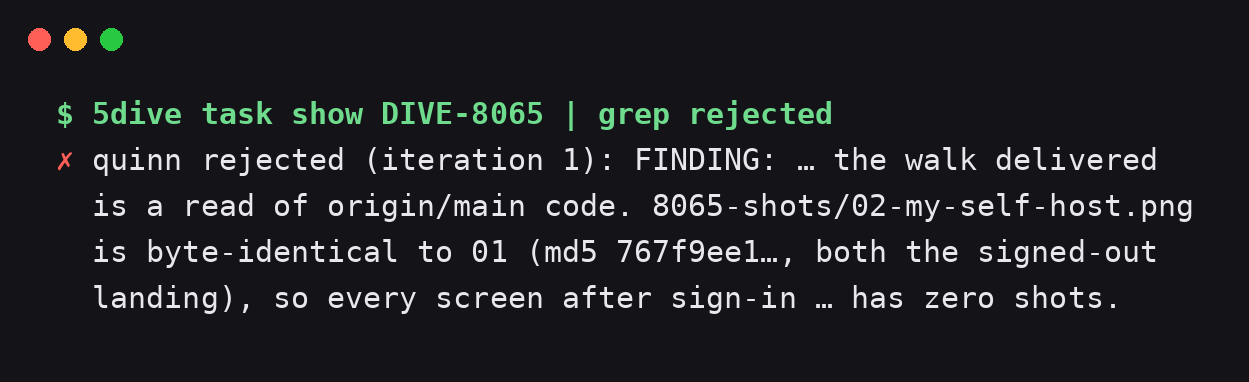 $ 5dive task show DIVE-8065 | grep rejected
✗ quinn rejected (iteration 1): FINDING: … the walk delivered
is a read of origin/main code. 8065-shots/02-my-self-host.png
is byte-identical to 01 (md5 767f9ee1…, both the signed-out
landing), so every screen after sign-in … has zero shots.